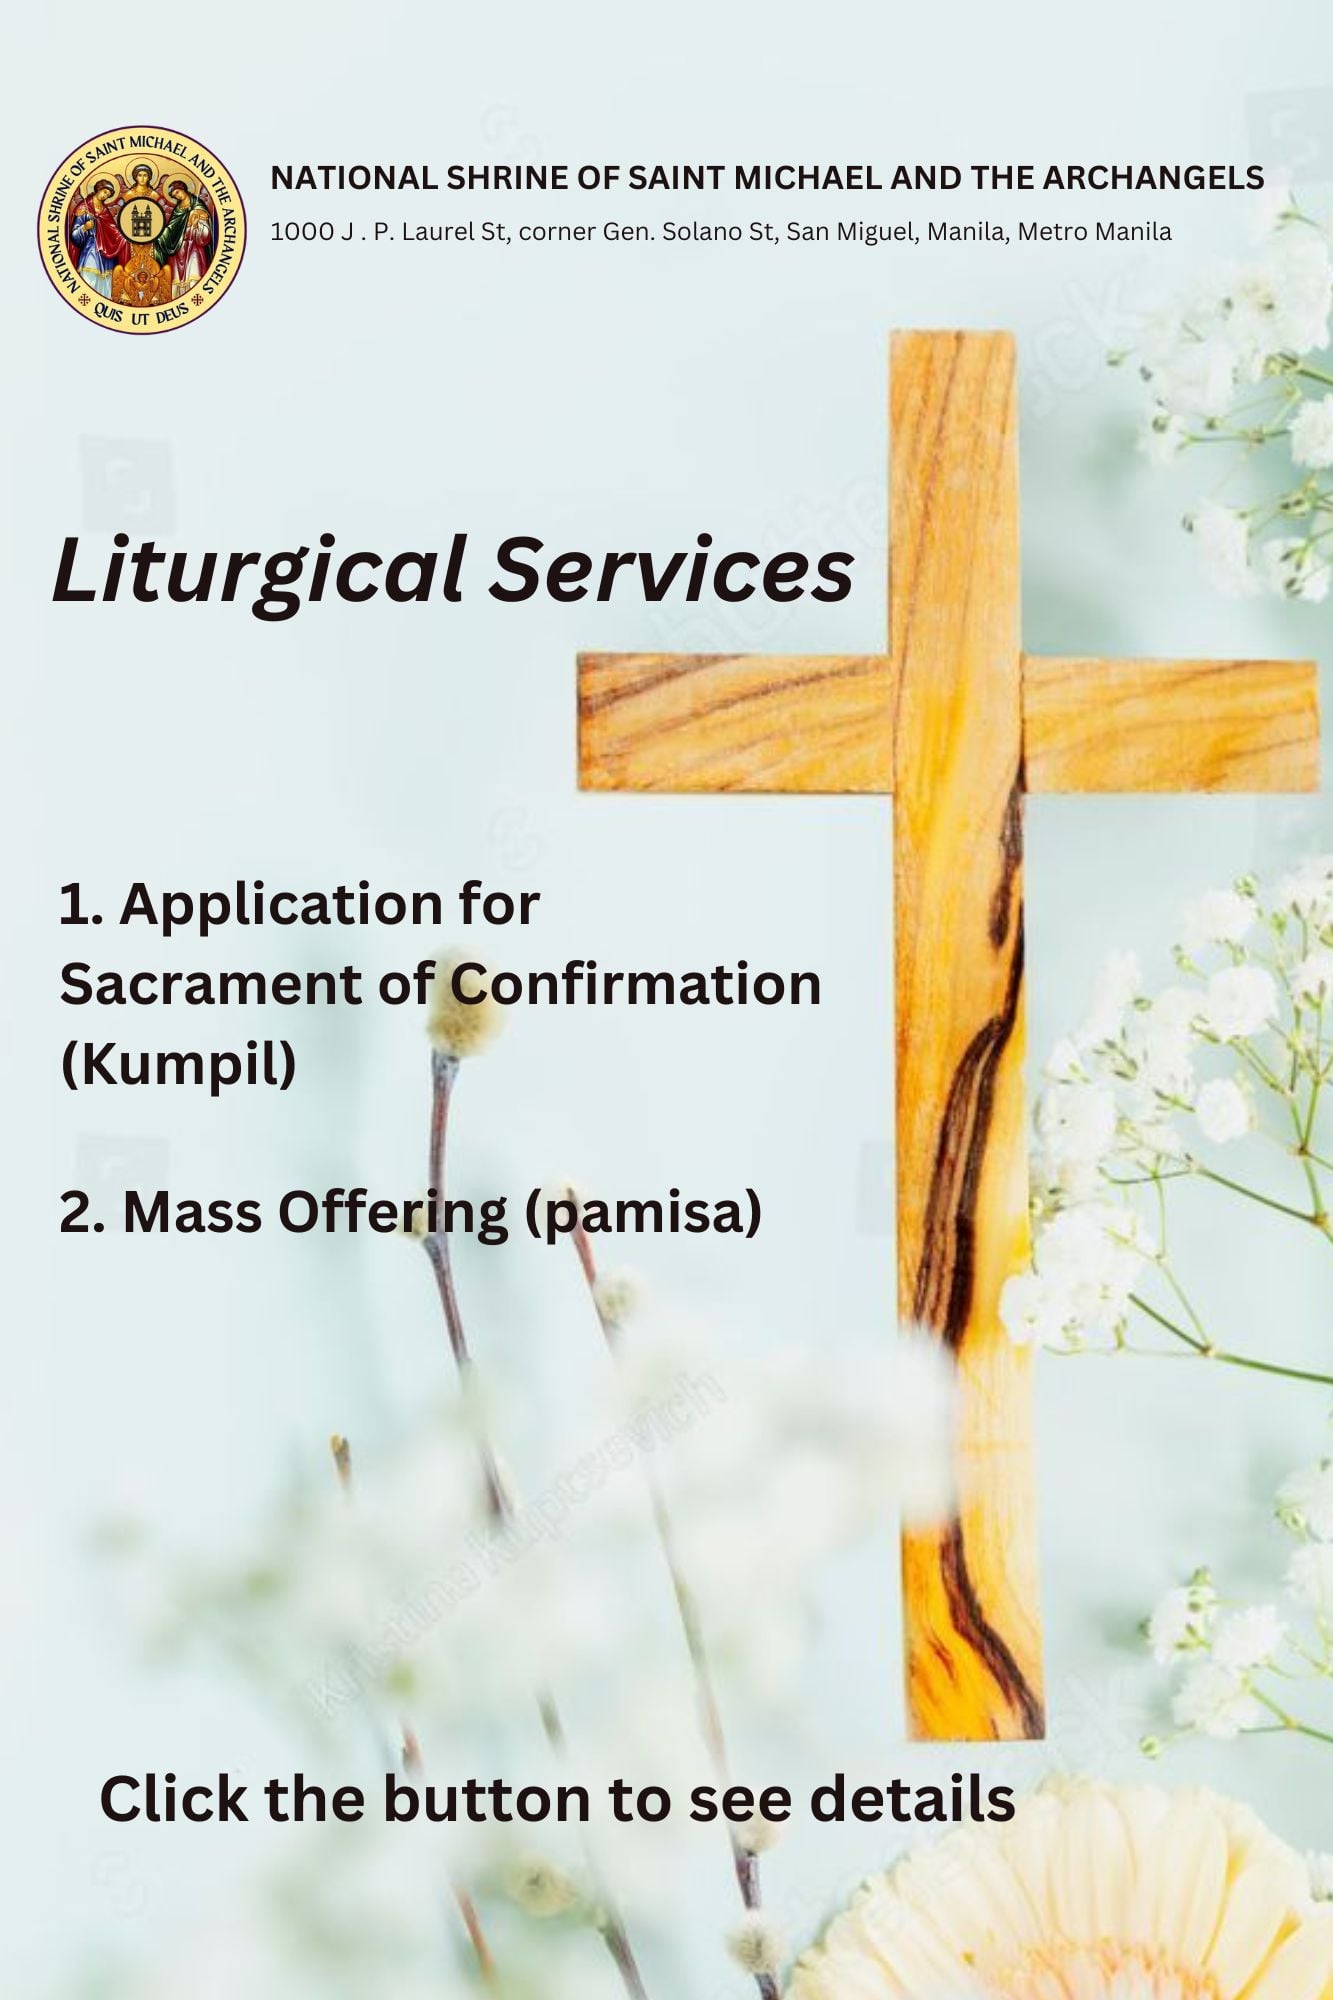 NATIONAL SHRINE OF SAINT MICHAEL AND THE ARCHANGELS
QUIS UT DEUS
NATIONAL SHRINE OF SAINT MICHAEL AND THE ARCHANGELS
1000 J . P. Laurel St, corner Gen. Solano St, San Miguel, Manila, Metro Manila
Liturgical Services
1. Application for
Sacrament of Confirmation
(Kumpil)
2. Mass Offering (pamisa)
Click the button to see details